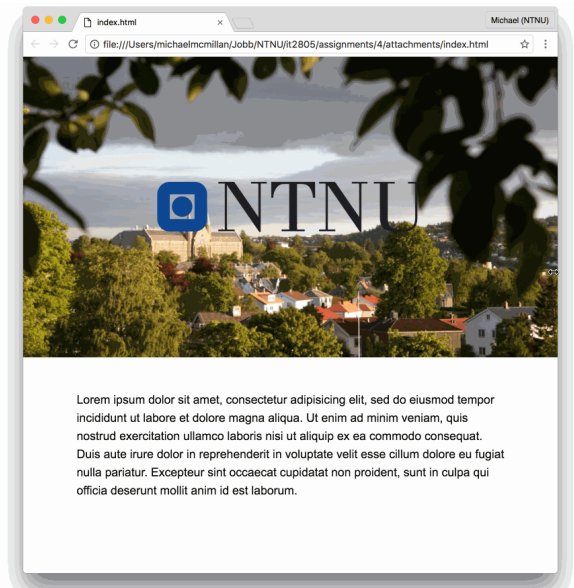 index.html
Michael (NTNU)
file:///Users/michaelmcmillan/Jobb/NTNU/it2805/assignments/4/attachments/index.html
NTNU
Lorem ipsum dolor sit amet, consectetur adipisicing elit, sed do eiusmod tempor
incididunt ut labore et dolore magna aliqua. Ut enim ad minim veniam, quis
nostrud exercitation ullamco laboris nisi ut aliquip ex ea commodo consequat.
Duis aute irure dolor in reprehenderit in voluptate velit esse cillum dolore eu fugiat
nulla pariatur. Excepteur sint occaecat cupidatat non proident, sunt in culpa qui
officia deserunt mollit anim id est laborum.